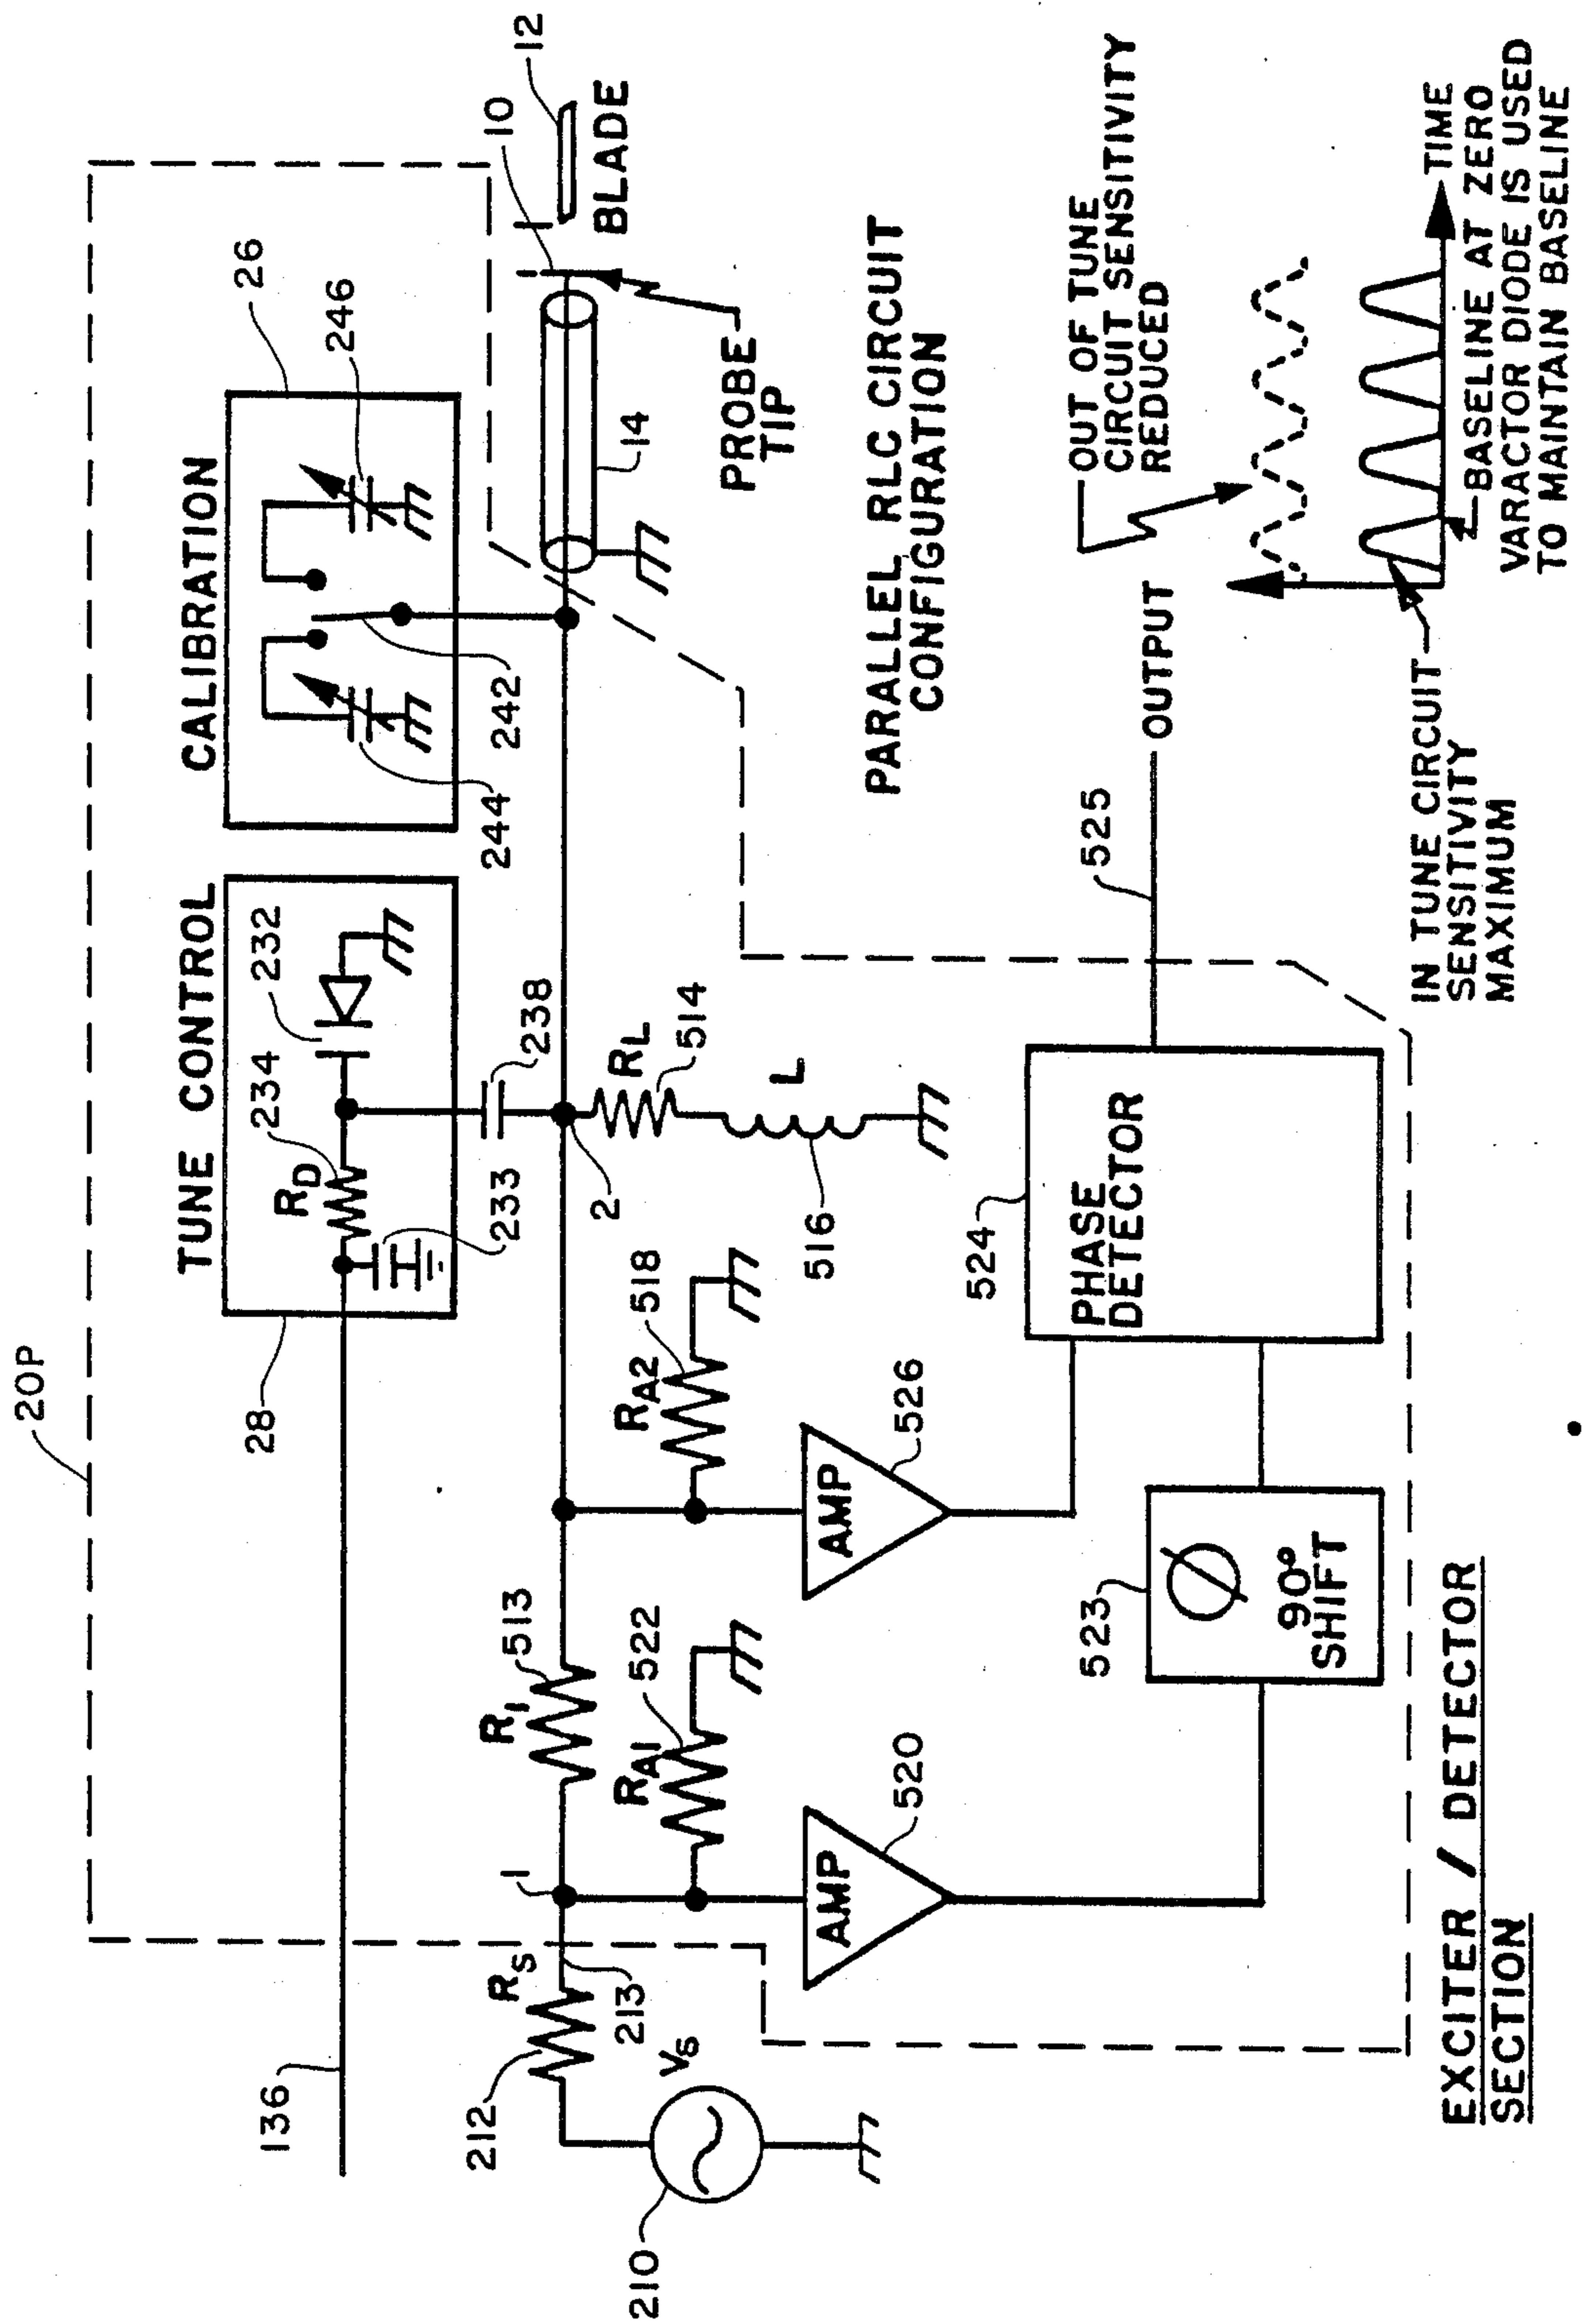 20P
TUNE CONTROL
CALIBRATION
26
136
28
RD
234
232
233
238
244
242
246
10
12
BLADE
14
PROBE
TIP
210
212
RS
213
VS
1
R1
513
RA1
522
RA2
518
2
RL
514
L
516
AMP
520
AMP
526
523
90°
SHIFT
524
PHASE
DETECTOR
525
OUTPUT
PARALLEL RLC CIRCUIT
CONFIGURATION
OUT OF TUNE
CIRCUIT SENSITIVITY
REDUCED
TIME
IN TUNE CIRCUIT
SENSITIVITY
MAXIMUM
BASELINE AT ZERO
VARACTOR DIODE IS USED
TO MAINTAIN BASELINE
EXCITER / DETECTOR
SECTION